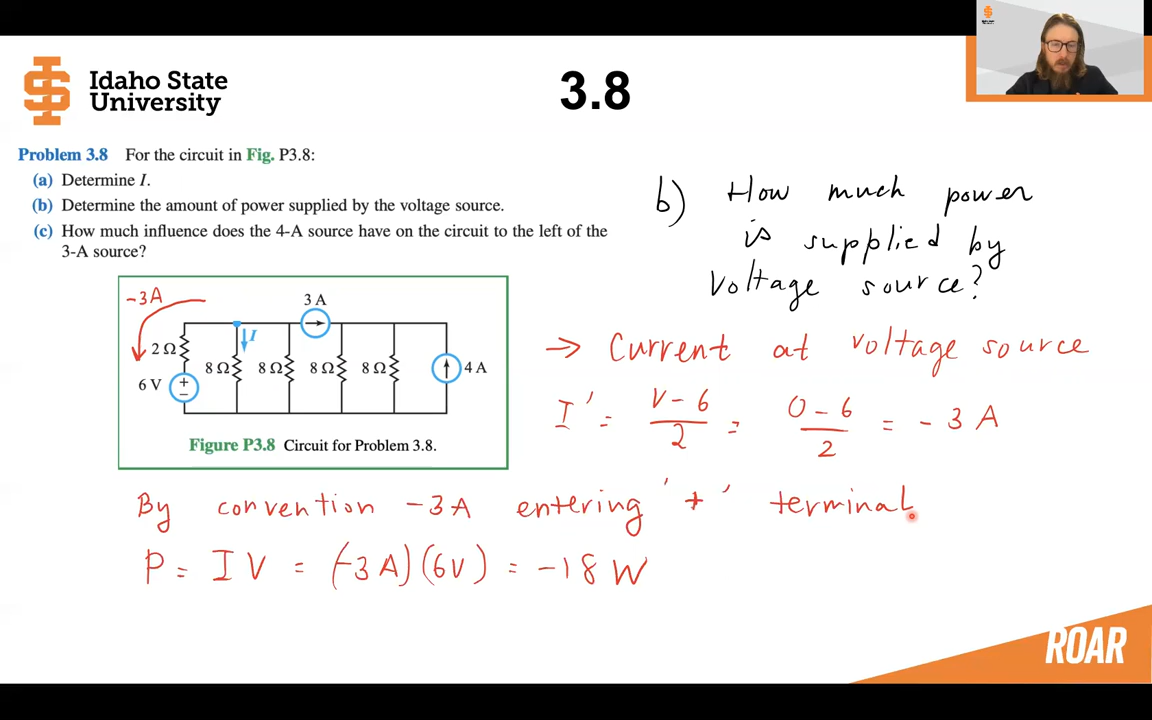 Idaho State
University
3.8
Problem 3.8 For the circuit in Fig. P3.8:
(a) Determine I.
(b) Determine the amount of power supplied by the voltage source.
(c) How much influence does the 4-A source have on the circuit to the left of the
3-A source?
-3A
3 A
I
2 Ω
8 Ω 8 Ω 8 Ω 8 Ω
4 A
6 V
+
−
Figure P3.8 Circuit for Problem 3.8.
b) How much power
is supplied by
voltage source?
→ Current at voltage source
I' = V-6/2 = 0-6/2 = -3 A
By convention -3A entering '+' terminal
P = IV = (-3A)(6V) = -18 W
ROAR